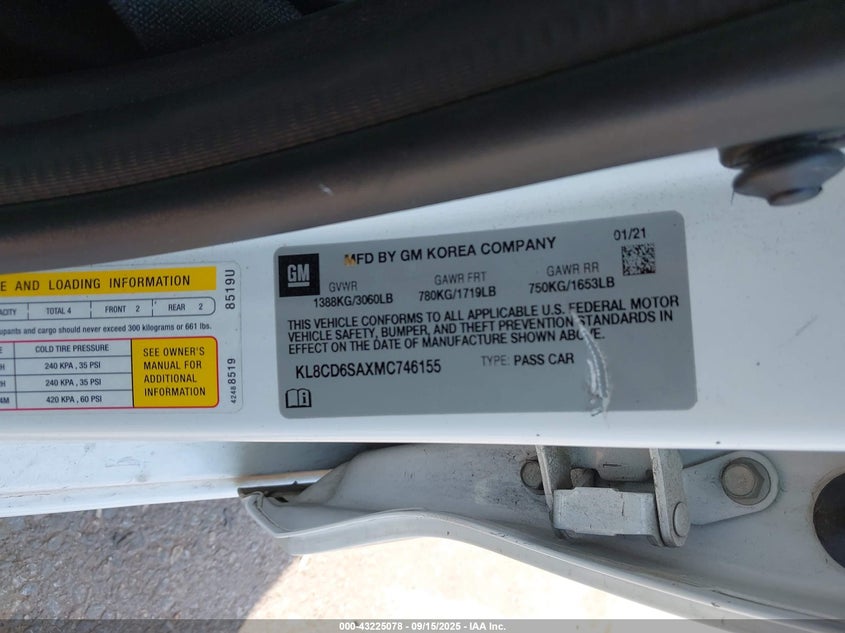 GM
MFD BY GM KOREA COMPANY
01/21
GVWR
1388KG/3060LB
GAWR FRT
780KG/1719LB
GAWR RR
750KG/1653LB
THIS VEHICLE CONFORMS TO ALL APPLICABLE U.S. FEDERAL MOTOR
VEHICLE SAFETY, BUMPER, AND THEFT PREVENTION STANDARDS IN
EFFECT ON THE DATE OF MANUFACTURE SHOWN ABOVE.
KL8CD6SAXMC746155
TYPE: PASS CAR
AND LOADING INFORMATION
TOTAL 4
FRONT 2
REAR 2
and cargo should never exceed 300 kilograms or 661 lbs.
COLD TIRE PRESSURE
240 KPA , 35 PSI
240 KPA , 35 PSI
420 KPA , 60 PSI
SEE OWNER'S
MANUAL FOR
ADDITIONAL
INFORMATION
8519U
42488519
000-43225078 - 09/15/2025 - IAA Inc.